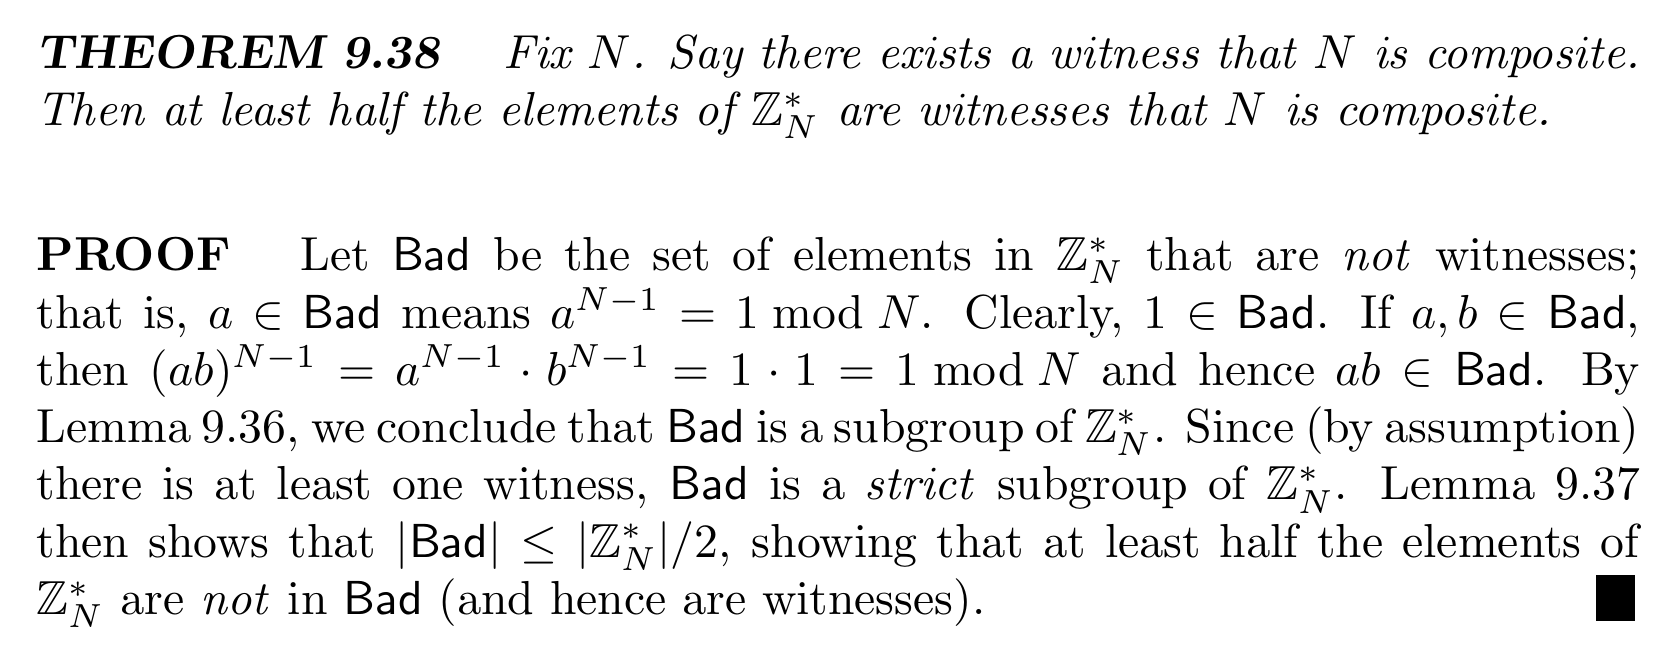 THEOREM 9.38 Fix N. Say there exists a witness that N is composite.
Then at least half the elements of ℤ*_N are witnesses that N is composite.
PROOF Let Bad be the set of elements in ℤ*_N that are not witnesses;
that is, a ∈ Bad means a^{N−1} = 1 mod N. Clearly, 1 ∈ Bad. If a, b ∈ Bad,
then (ab)^{N−1} = a^{N−1} · b^{N−1} = 1 · 1 = 1 mod N and hence ab ∈ Bad. By
Lemma 9.36, we conclude that Bad is a subgroup of ℤ*_N. Since (by assumption)
there is at least one witness, Bad is a strict subgroup of ℤ*_N. Lemma 9.37
then shows that |Bad| ≤ |ℤ*_N|/2, showing that at least half the elements of
ℤ*_N are not in Bad (and hence are witnesses). ■